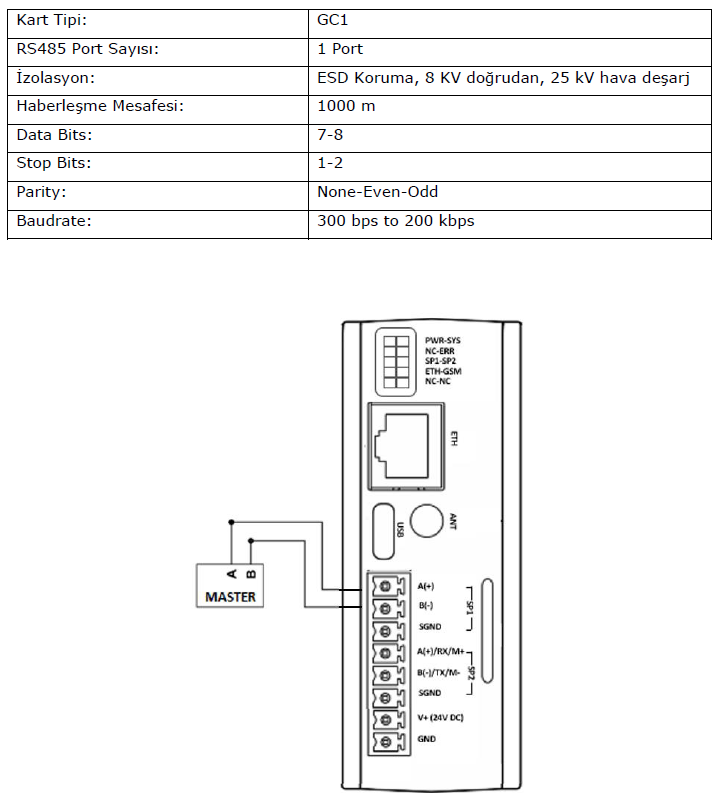 Kart Tipi: GC1
RS485 Port Sayısı: 1 Port
İzolasyon: ESD Koruma, 8 KV doğrudan, 25 kV hava deşarj
Haberleşme Mesafesi: 1000 m
Data Bits: 7-8
Stop Bits: 1-2
Parity: None-Even-Odd
Baudrate: 300 bps to 200 kbps
PWR-SYS
NC-ERR
SP1-SP2
ETH-GSM
NC-NC
ETH
USB
ANT
A
B
MASTER
A(+)
B(-)
SGND
SP1
A(+)/RX/M+
B(-)/TX/M-
SGND
SP2
V+ (24V DC)
GND